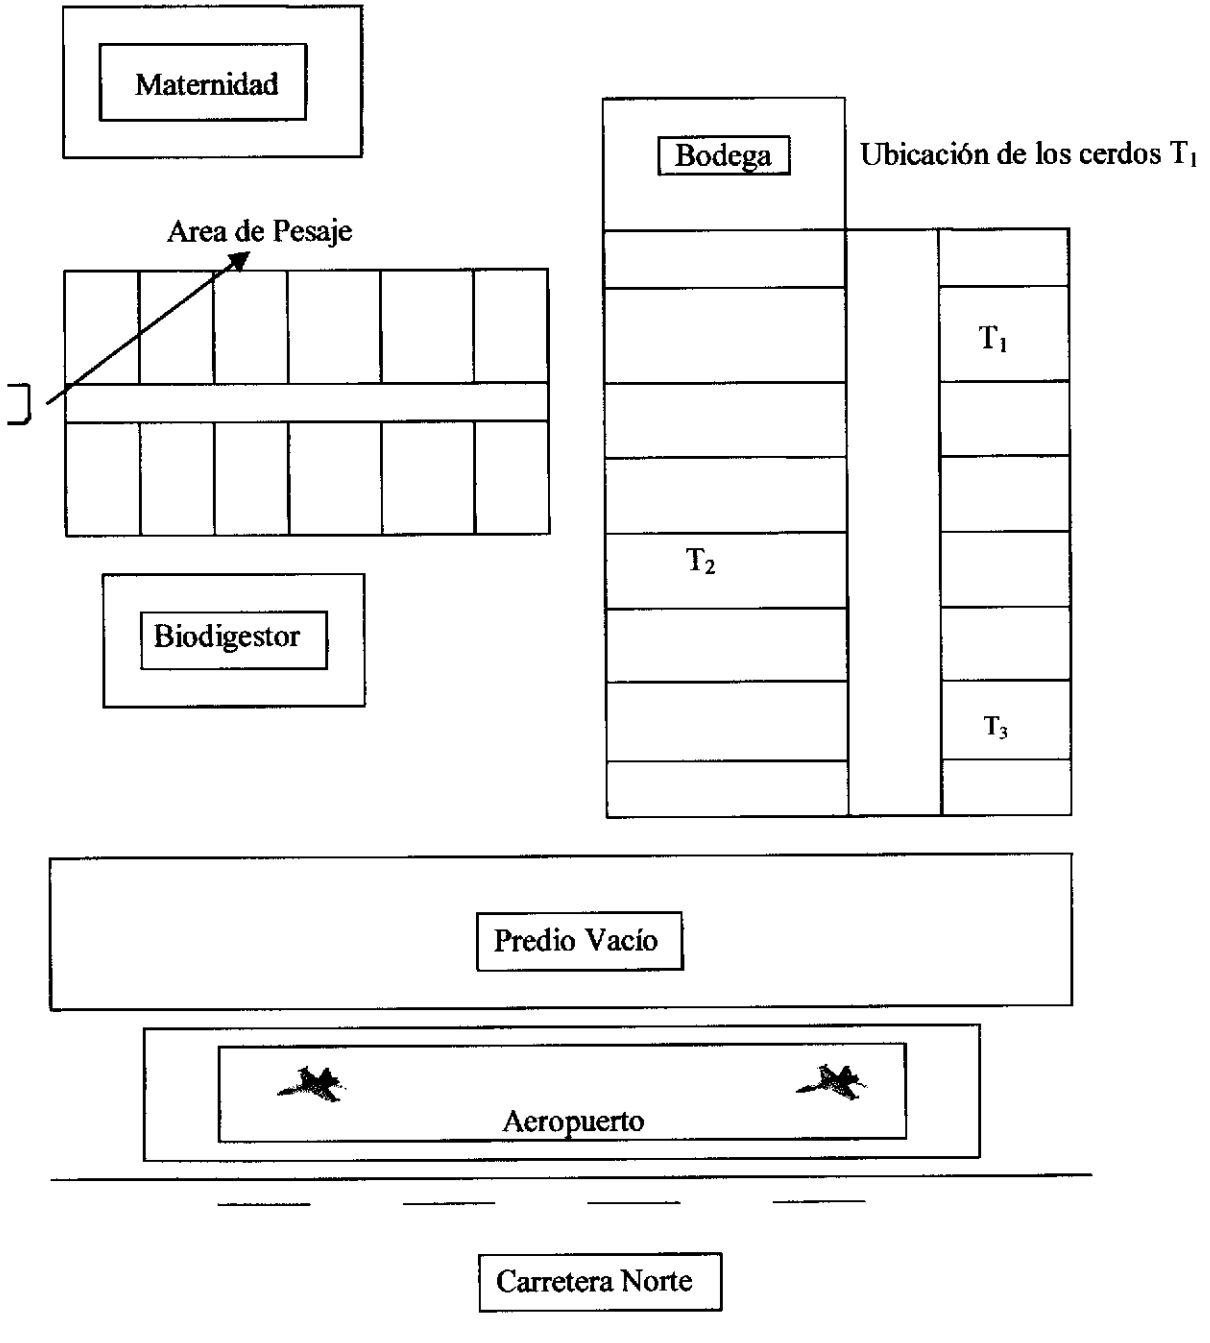 Maternidad
Bodega
Ubicación de los cerdos T₁
Area de Pesaje
T₁
T₂
Biodigestor
T₃
Predio Vacío
Aeropuerto
Carretera Norte